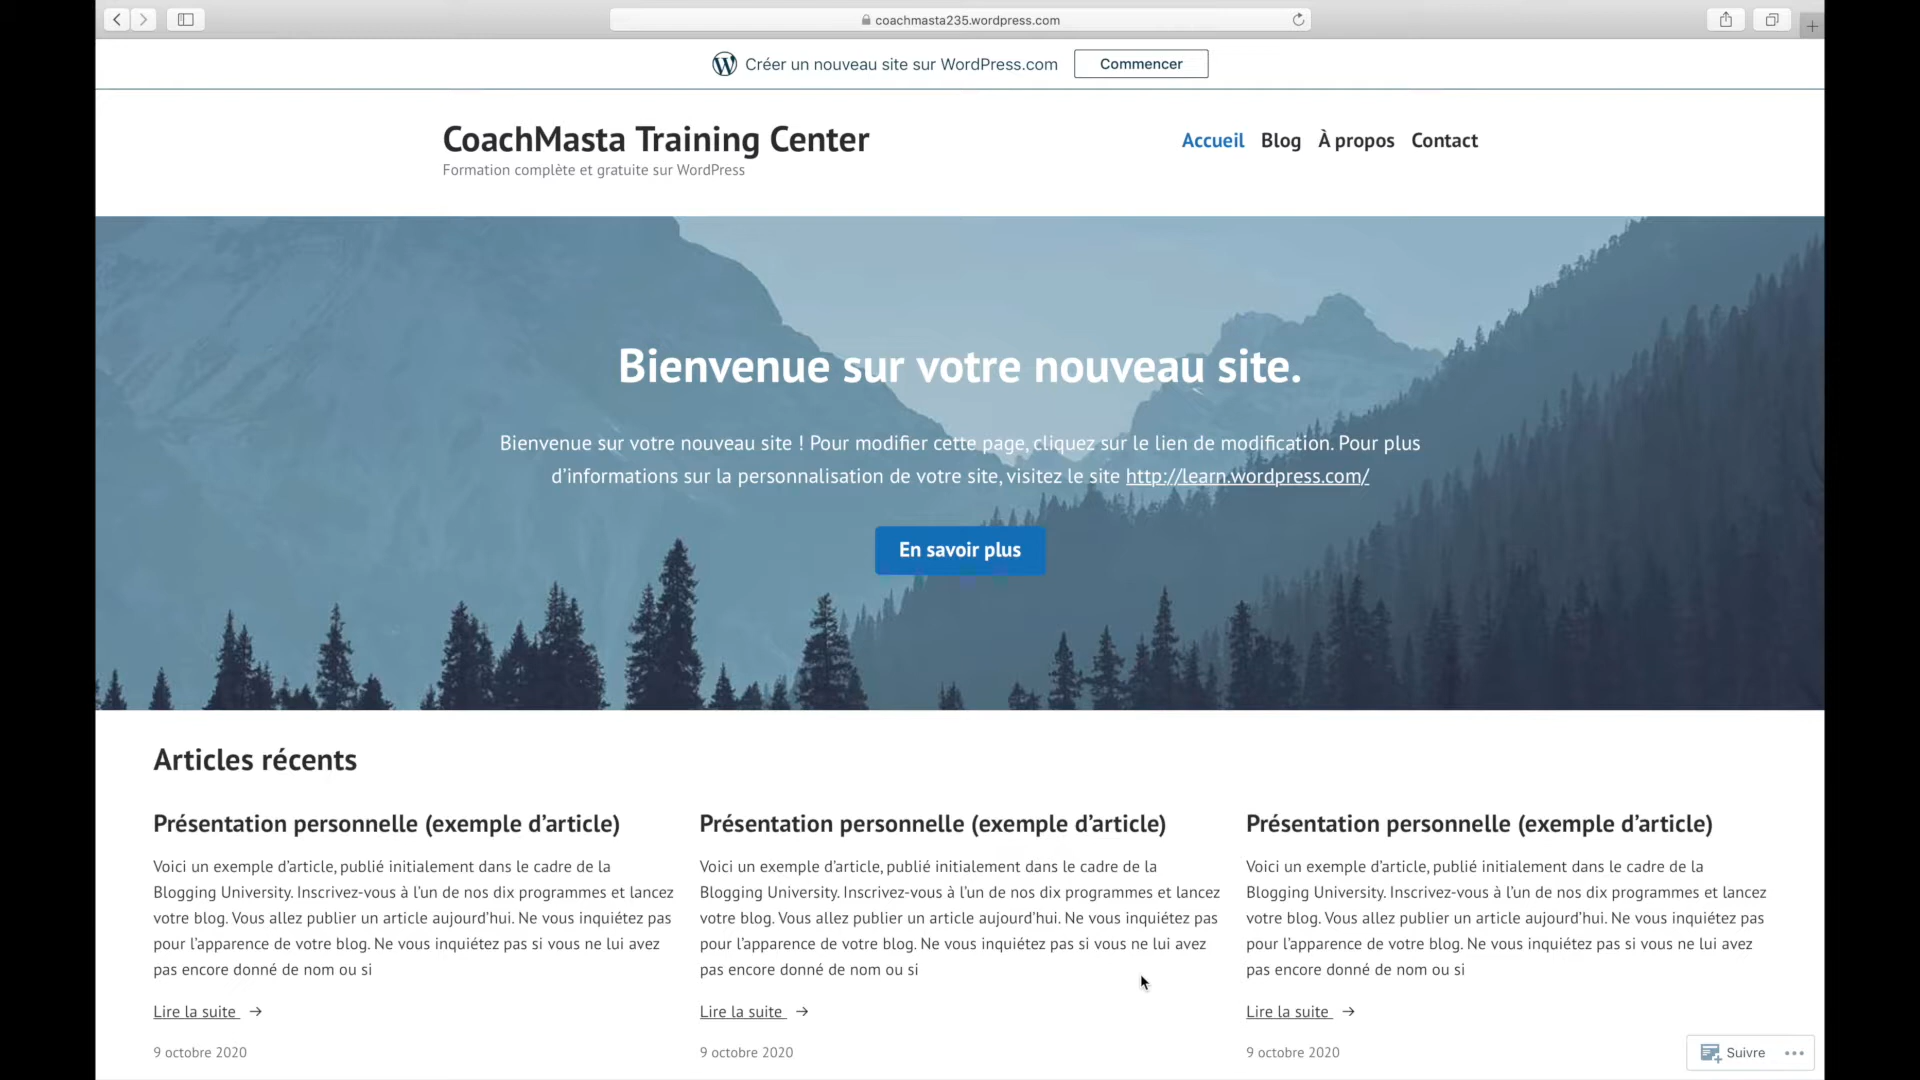 coachmasta235.wordpress.com
Créer un nouveau site sur WordPress.com
Commencer
CoachMasta Training Center
Formation complète et gratuite sur WordPress
Accueil Blog À propos Contact
Bienvenue sur votre nouveau site.
Bienvenue sur votre nouveau site ! Pour modifier cette page, cliquez sur le lien de modification. Pour plus
d’informations sur la personnalisation de votre site, visitez le site http://learn.wordpress.com/
En savoir plus
Articles récents
Présentation personnelle (exemple d’article)
Voici un exemple d’article, publié initialement dans le cadre de la
Blogging University. Inscrivez-vous à l’un de nos dix programmes et lancez
votre blog. Vous allez publier un article aujourd’hui. Ne vous inquiétez pas
pour l’apparence de votre blog. Ne vous inquiétez pas si vous ne lui avez
pas encore donné de nom ou si
Lire la suite →
9 octobre 2020
Présentation personnelle (exemple d’article)
Voici un exemple d’article, publié initialement dans le cadre de la
Blogging University. Inscrivez-vous à l’un de nos dix programmes et lancez
votre blog. Vous allez publier un article aujourd’hui. Ne vous inquiétez pas
pour l’apparence de votre blog. Ne vous inquiétez pas si vous ne lui avez
pas encore donné de nom ou si
Lire la suite →
9 octobre 2020
Présentation personnelle (exemple d’article)
Voici un exemple d’article, publié initialement dans le cadre de la
Blogging University. Inscrivez-vous à l’un de nos dix programmes et lancez
votre blog. Vous allez publier un article aujourd’hui. Ne vous inquiétez pas
pour l’apparence de votre blog. Ne vous inquiétez pas si vous ne lui avez
pas encore donné de nom ou si
Lire la suite →
9 octobre 2020
Suivre